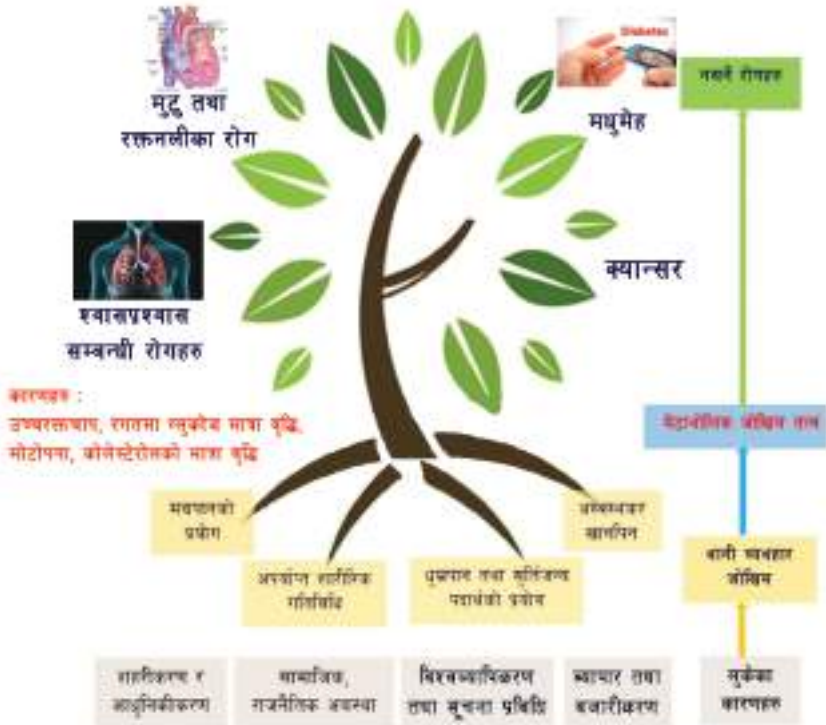 Diabetes
नसर्ने रोगहरु
मुटु तथा
रक्तनलीका रोग
मधुमेह
क्यान्सर
श्वासप्रश्वास
सम्बन्धी रोगहरु
कारणहरु :
उच्चरक्तचाप, रगतमा ग्लुकोज मात्रा वृद्धि,
मोटोपना, कोलेस्टेरोलको मात्रा वृद्धि
मेटाबोलिक जोखिम तत्व
मद्यपानको
प्रयोग
अस्वस्थकर
खानपिन
अपर्याप्त शारीरिक
गतिविधि
धुम्रपान तथा सुर्तिजन्य
पदार्थको प्रयोग
बानी व्यवहार
जोखिम
शहरीकरण र
आधुनिकीकरण
सामाजिक,
राजनैतिक अवस्था
विश्वव्यापिकरण
तथा सूचना प्रविधि
व्यापार तथा
बजारीकरण
लुकेका
कारणहरु